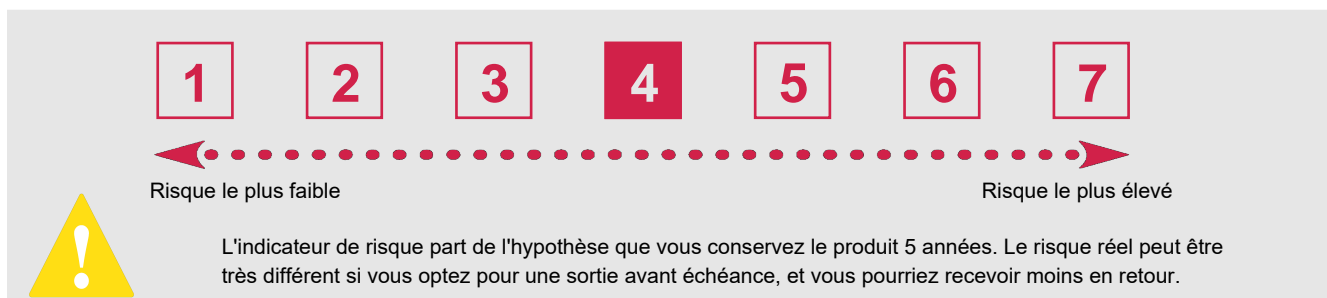 1 2 3 4 5 6 7
Risque le plus faible Risque le plus élevé
!
L'indicateur de risque part de l'hypothèse que vous conservez le produit 5 années. Le risque réel peut être
très différent si vous optez pour une sortie avant échéance, et vous pourriez recevoir moins en retour.